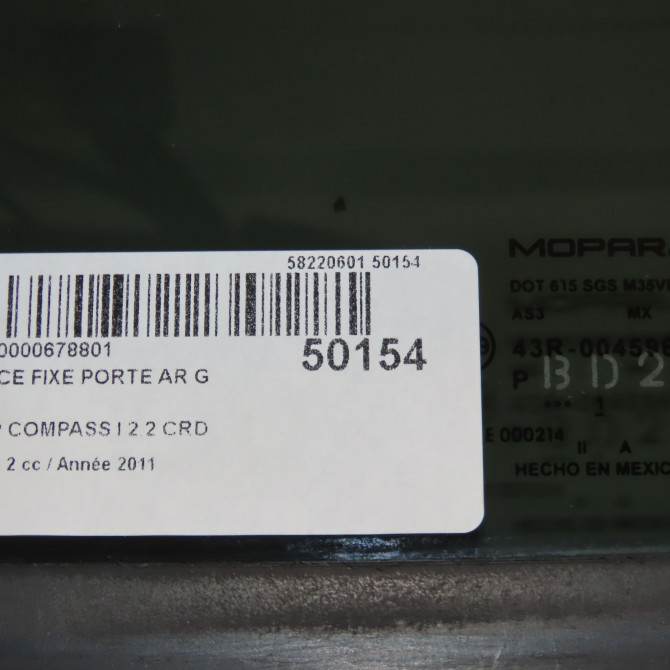 58220601 50154
0000678801
50154
CE FIXE PORTE AR G
COMPASS I 2.2 CRD
2 cc / Année 2011
MOPAR
DOT 615 SGS
AS3 MX
43R-00459
P BD2
1
E 000214
II A
HECHO EN MEXIC